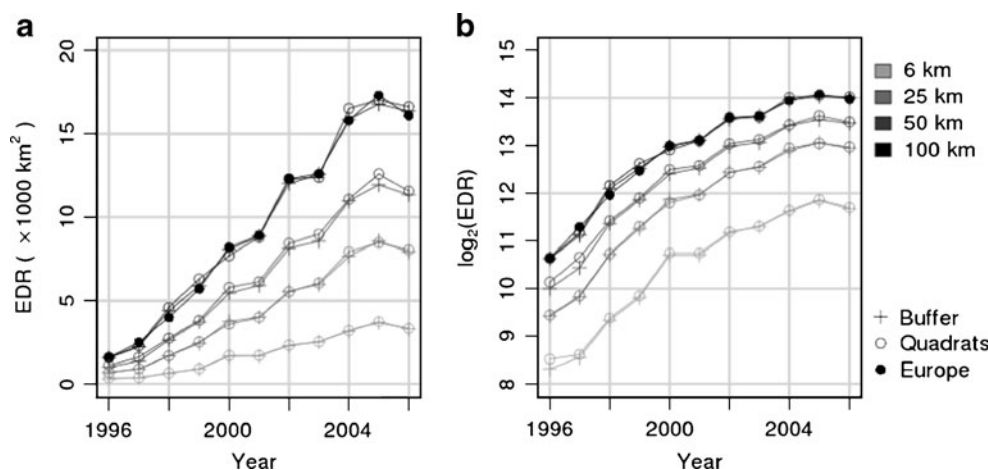 a
EDR ( ×1000 km²)
20
15
10
5
0
1996 2000 2004
Year
b
log₂(EDR)
15
14
13
12
11
10
9
8
1996 2000 2004
Year
6 km
25 km
50 km
100 km
Buffer
Quadrats
Europe